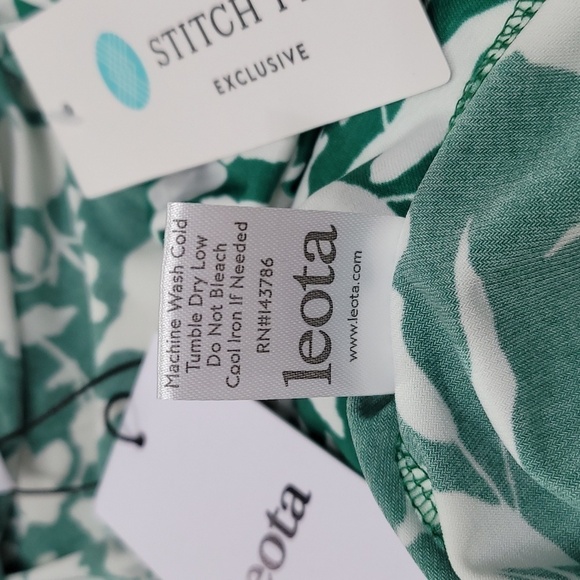 STITCH
EXCLUSIVE
Machine Wash Cold
Tumble Dry Low
Do Not Bleach
Cool Iron If Needed
RN#143786
leota
www.leota.com
leota